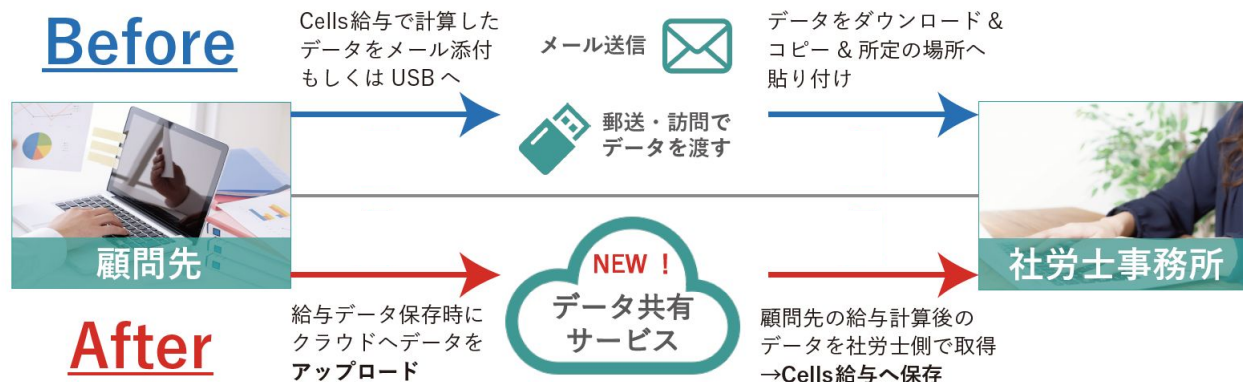 Before
Cells給与で計算した
データをメール添付
もしくは USB へ
メール送信
郵送・訪問で
データを渡す
データをダウンロード &
コピー & 所定の場所へ
貼り付け
顧問先
社労士事務所
After
給与データ保存時に
クラウドへデータを
アップロード
NEW !
データ共有
サービス
顧問先の給与計算後の
データを社労士側で取得
→Cells給与へ保存